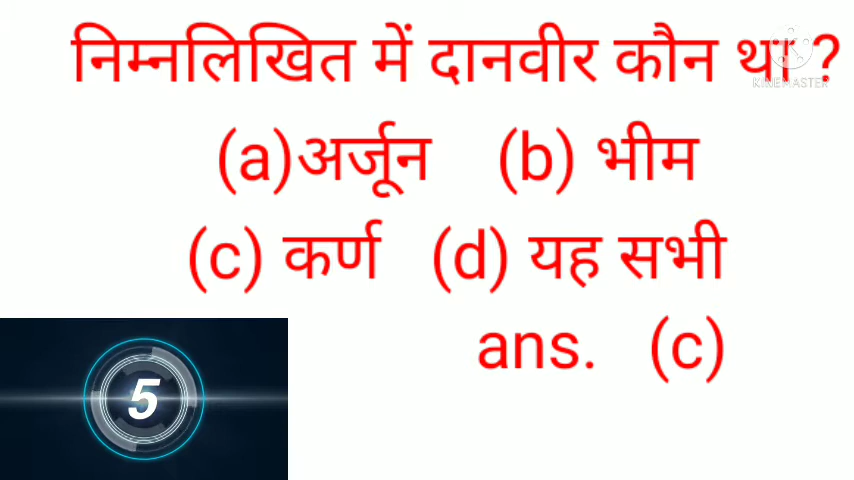 निम्नलिखित में दानवीर कौन था ?
KINEMASTER
(a)अर्जून (b) भीम
(c) कर्ण (d) यह सभी
ans. (c)
5